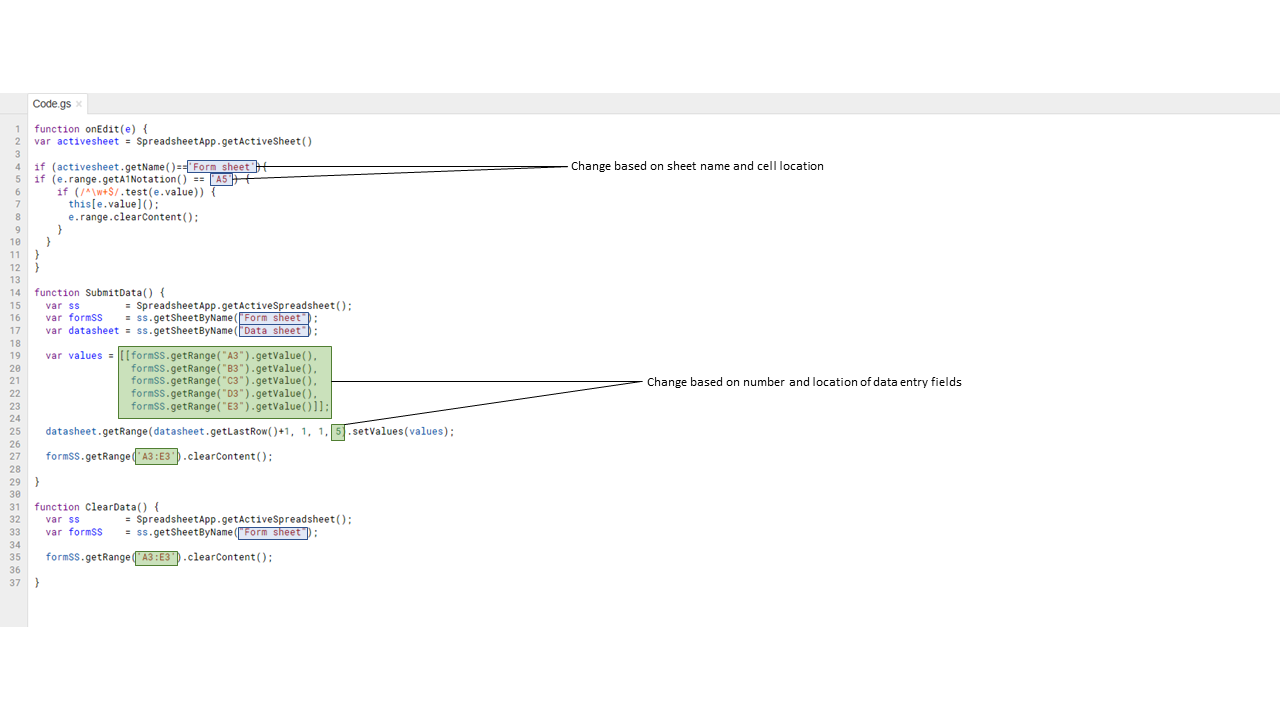 Code.gs ×
1 function onEdit(e) {
2 var activesheet = SpreadsheetApp.getActiveSheet()
3
4 if (activesheet.getName()=='Form sheet'){
Change based on sheet name and cell location
5 if (e.range.getA1Notation() == 'A5') {
6 if (/^\w+$/.test(e.value)) {
7 this[e.value]();
8 e.range.clearContent();
9 }
10 }
11 }
12 }
13
14 function SubmitData() {
15 var ss = SpreadsheetApp.getActiveSpreadsheet();
16 var formSS = ss.getSheetByName("Form sheet");
17 var datasheet = ss.getSheetByName("Data sheet");
18
19 var values = [[formSS.getRange("A3").getValue(),
20 formSS.getRange("B3").getValue(),
21 formSS.getRange("C3").getValue(),
Change based on number and location of data entry fields
22 formSS.getRange("D3").getValue(),
23 formSS.getRange("E3").getValue()]];
24
25 datasheet.getRange(datasheet.getLastRow()+1, 1, 1, 5).setValues(values);
26
27 formSS.getRange('A3:E3').clearContent();
28
29 }
30
31 function ClearData() {
32 var ss = SpreadsheetApp.getActiveSpreadsheet();
33 var formSS = ss.getSheetByName("Form sheet");
34
35 formSS.getRange('A3:E3').clearContent();
36
37 }